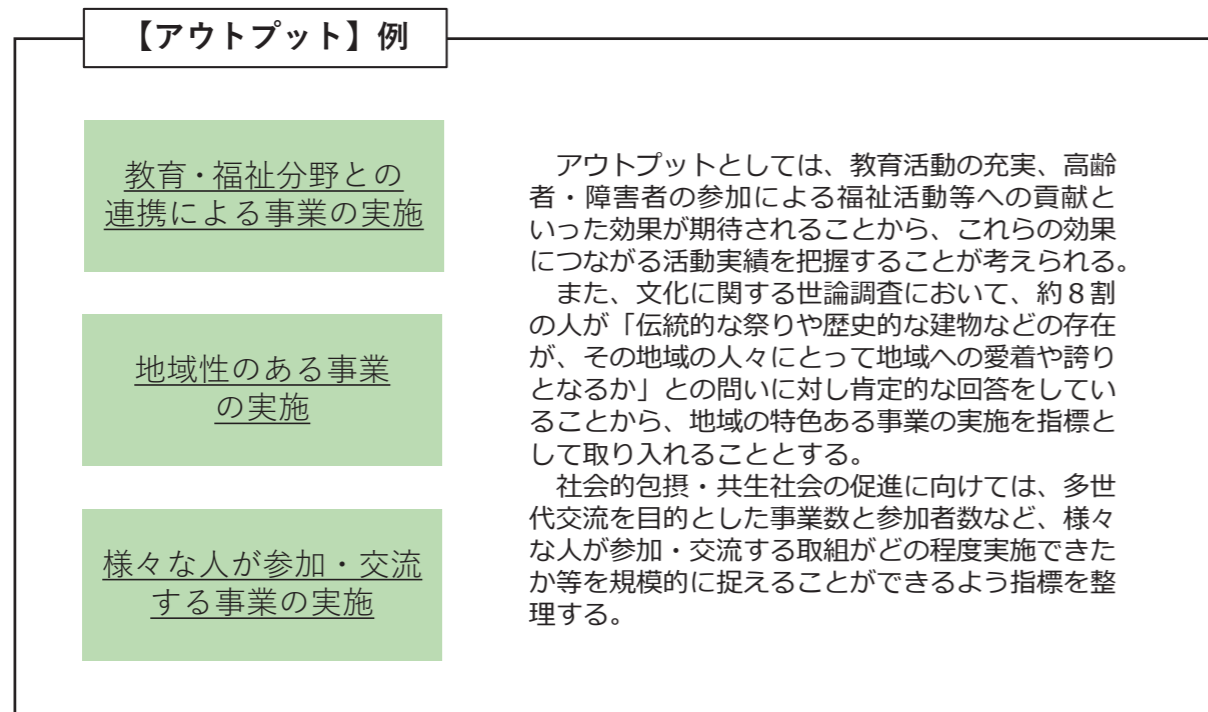 【アウトプット】例
教育・福祉分野との
連携による事業の実施
地域性のある事業
の実施
様々な人が参加・交流
する事業の実施
　アウトプットとしては、教育活動の充実、高齢
者・障害者の参加による福祉活動等への貢献と
いった効果が期待されることから、これらの効果
につながる活動実績を把握することが考えられる。
　また、文化に関する世論調査において、約８割
の人が「伝統的な祭りや歴史的な建物などの存在
が、その地域の人々にとって地域への愛着や誇り
となるか」との問いに対し肯定的な回答をしてい
ることから、地域の特色ある事業の実施を指標と
して取り入れることとする。
　社会的包摂・共生社会の促進に向けては、多世
代交流を目的とした事業数と参加者数など、様々
な人が参加・交流する取組がどの程度実施できた
か等を規模的に捉えることができるよう指標を整
理する。